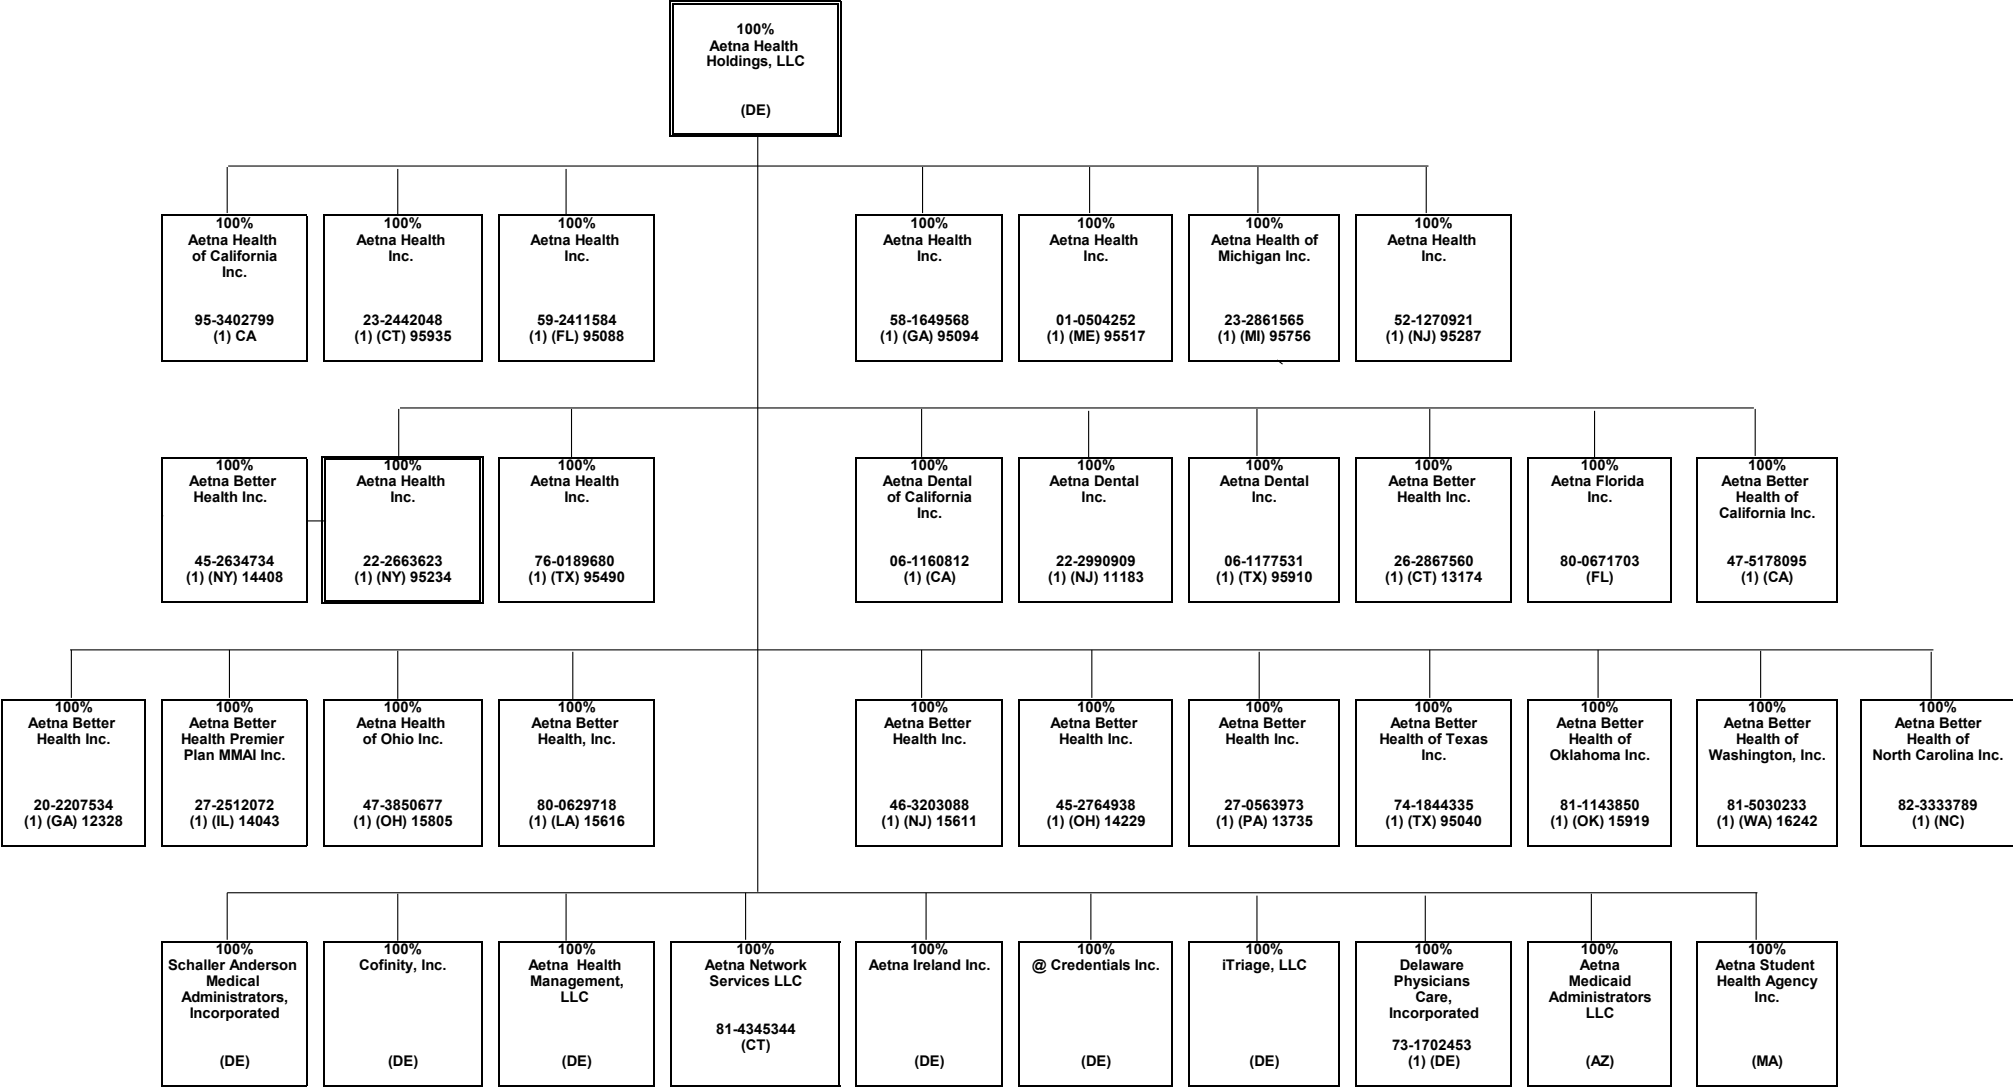 100%
Aetna Health
Holdings, LLC
(DE)
100%
Aetna Health
of California
Inc.
95-3402799
(1) CA
100%
Aetna Health
Inc.
23-2442048
(1) (CT) 95935
100%
Aetna Health
Inc.
59-2411584
(1) (FL) 95088
100%
Aetna Health
Inc.
58-1649568
(1) (GA) 95094
100%
Aetna Health
Inc.
01-0504252
(1) (ME) 95517
100%
Aetna Health of
Michigan Inc.
23-2861565
(1) (MI) 95756
100%
Aetna Health
Inc.
52-1270921
(1) (NJ) 95287
100%
Aetna Better
Health Inc.
45-2634734
(1) (NY) 14408
100%
Aetna Health
Inc.
22-2663623
(1) (NY) 95234
100%
Aetna Health
Inc.
76-0189680
(1) (TX) 95490
100%
Aetna Dental
of California
Inc.
06-1160812
(1) (CA)
100%
Aetna Dental
Inc.
22-2990909
(1) (NJ) 11183
100%
Aetna Dental
Inc.
06-1177531
(1) (TX) 95910
100%
Aetna Better
Health Inc.
26-2867560
(1) (CT) 13174
100%
Aetna Florida
Inc.
80-0671703
(FL)
100%
Aetna Better
Health of
California Inc.
47-5178095
(1) (CA)
100%
Aetna Better
Health Inc.
20-2207534
(1) (GA) 12328
100%
Aetna Better
Health Premier
Plan MMAI Inc.
27-2512072
(1) (IL) 14043
100%
Aetna Health
of Ohio Inc.
47-3850677
(1) (OH) 15805
100%
Aetna Better
Health, Inc.
80-0629718
(1) (LA) 15616
100%
Aetna Better
Health Inc.
46-3203088
(1) (NJ) 15611
100%
Aetna Better
Health Inc.
45-2764938
(1) (OH) 14229
100%
Aetna Better
Health Inc.
27-0563973
(1) (PA) 13735
100%
Aetna Better
Health of Texas
Inc.
74-1844335
(1) (TX) 95040
100%
Aetna Better
Health of
Oklahoma Inc.
81-1143850
(1) (OK) 15919
100%
Aetna Better
Health of
Washington, Inc.
81-5030233
(1) (WA) 16242
100%
Aetna Better
Health of
North Carolina Inc.
82-3333789
(1) (NC)
100%
Schaller Anderson
Medical
Administrators,
Incorporated
(DE)
100%
Cofinity, Inc.
(DE)
100%
Aetna Health
Management,
LLC
(DE)
100%
Aetna Network
Services LLC
81-4345344
(CT)
100%
Aetna Ireland Inc.
(DE)
100%
@ Credentials Inc.
(DE)
100%
iTriage, LLC
(DE)
100%
Delaware
Physicians
Care,
Incorporated
73-1702453
(1) (DE)
100%
Aetna
Medicaid
Administrators
LLC
(AZ)
100%
Aetna Student
Health Agency
Inc.
(MA)